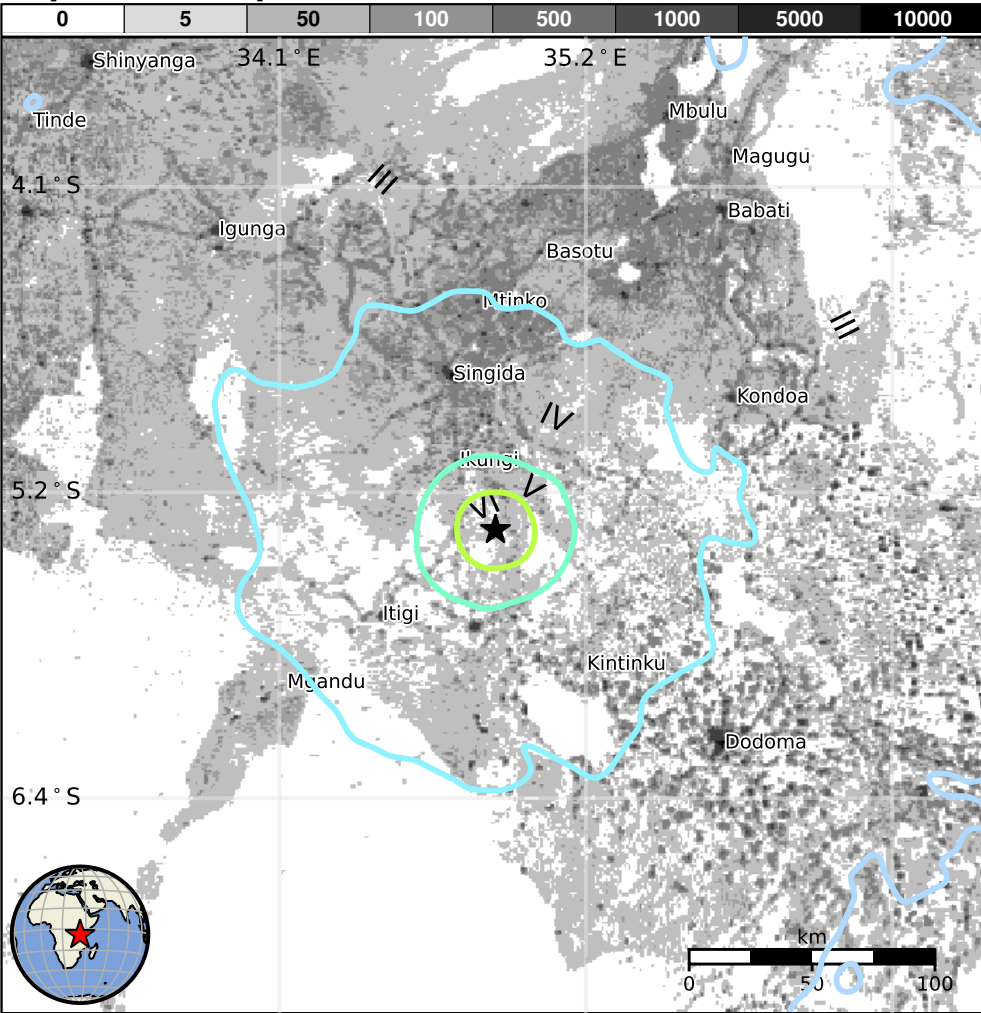 0 5 50 100 500 1000 5000 10000
Shinyanga 34.1°E 35.2°E
Tinde
Mbulu
Magugu
4.1°S
III
Babati
Igunga
Basotu
Mtinko
III
Singida
Kondoa
IV
Ikungi
5.2°S
V
VI
Itigi
Kintinku
Mgandu
Dodoma
6.4°S
km
0 50 100